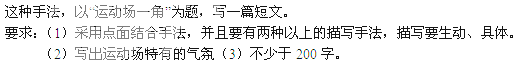 这种手法，以“运动场一角”为题，写一篇短文。
要求：（1）采用点面结合手法，并且要有两种以上的描写手法，描写要生动、具体。
（2）写出运动场特有的气氛（3）不少于 200 字。